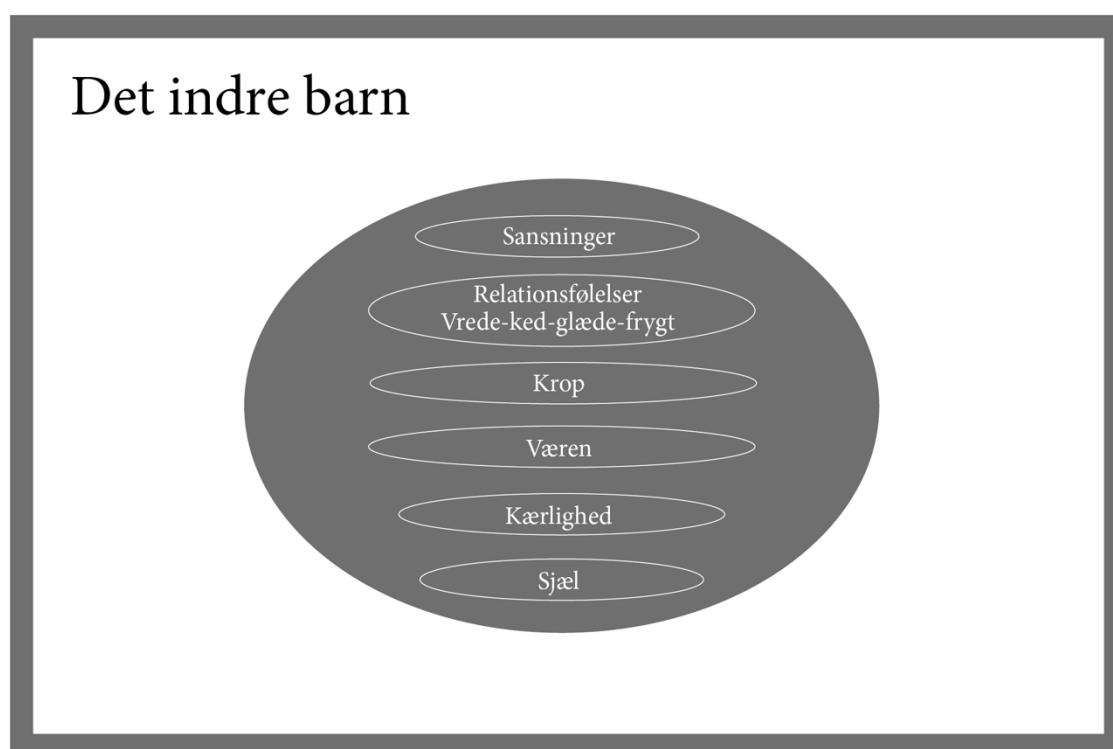 Det indre barn
Sansninger
Relationsfølelser
Vrede-ked-glæde-frygt
Krop
Væren
Kærlighed
Sjæl